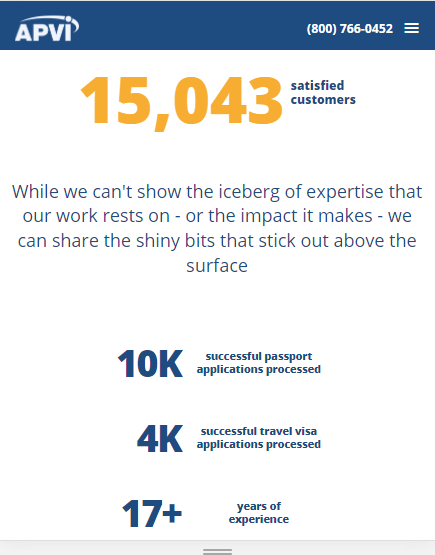 APVI
(800) 766-0452
15,043
satisfied
customers
While we can't show the iceberg of expertise that
our work rests on - or the impact it makes - we
can share the shiny bits that stick out above the
surface
10K
successful passport
applications processed
4K
successful travel visa
applications processed
17+
years of
experience